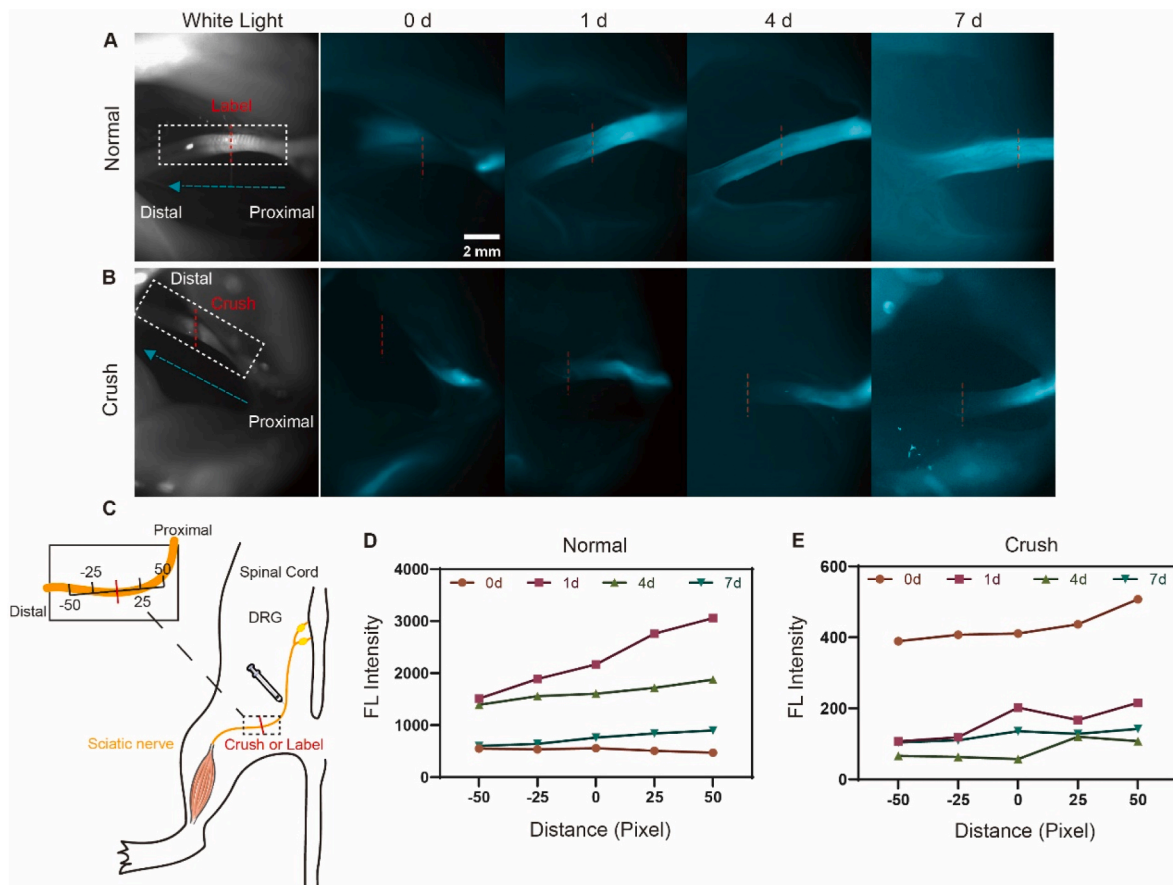 White Light 0 d 1 d 4 d 7 d
A
Normal
Label
Distal Proximal
2 mm
B
Crush
Distal
Crush
Proximal
C
Proximal
-25 50
-50 25
Distal
Spinal Cord
DRG
Sciatic nerve
Crush or Label
D Normal
0d 1d 4d 7d
FL Intensity
4000
3000
2000
1000
0
-50 -25 0 25 50
Distance (Pixel)
E Crush
0d 1d 4d 7d
FL Intensity
600
400
200
0
-50 -25 0 25 50
Distance (Pixel)